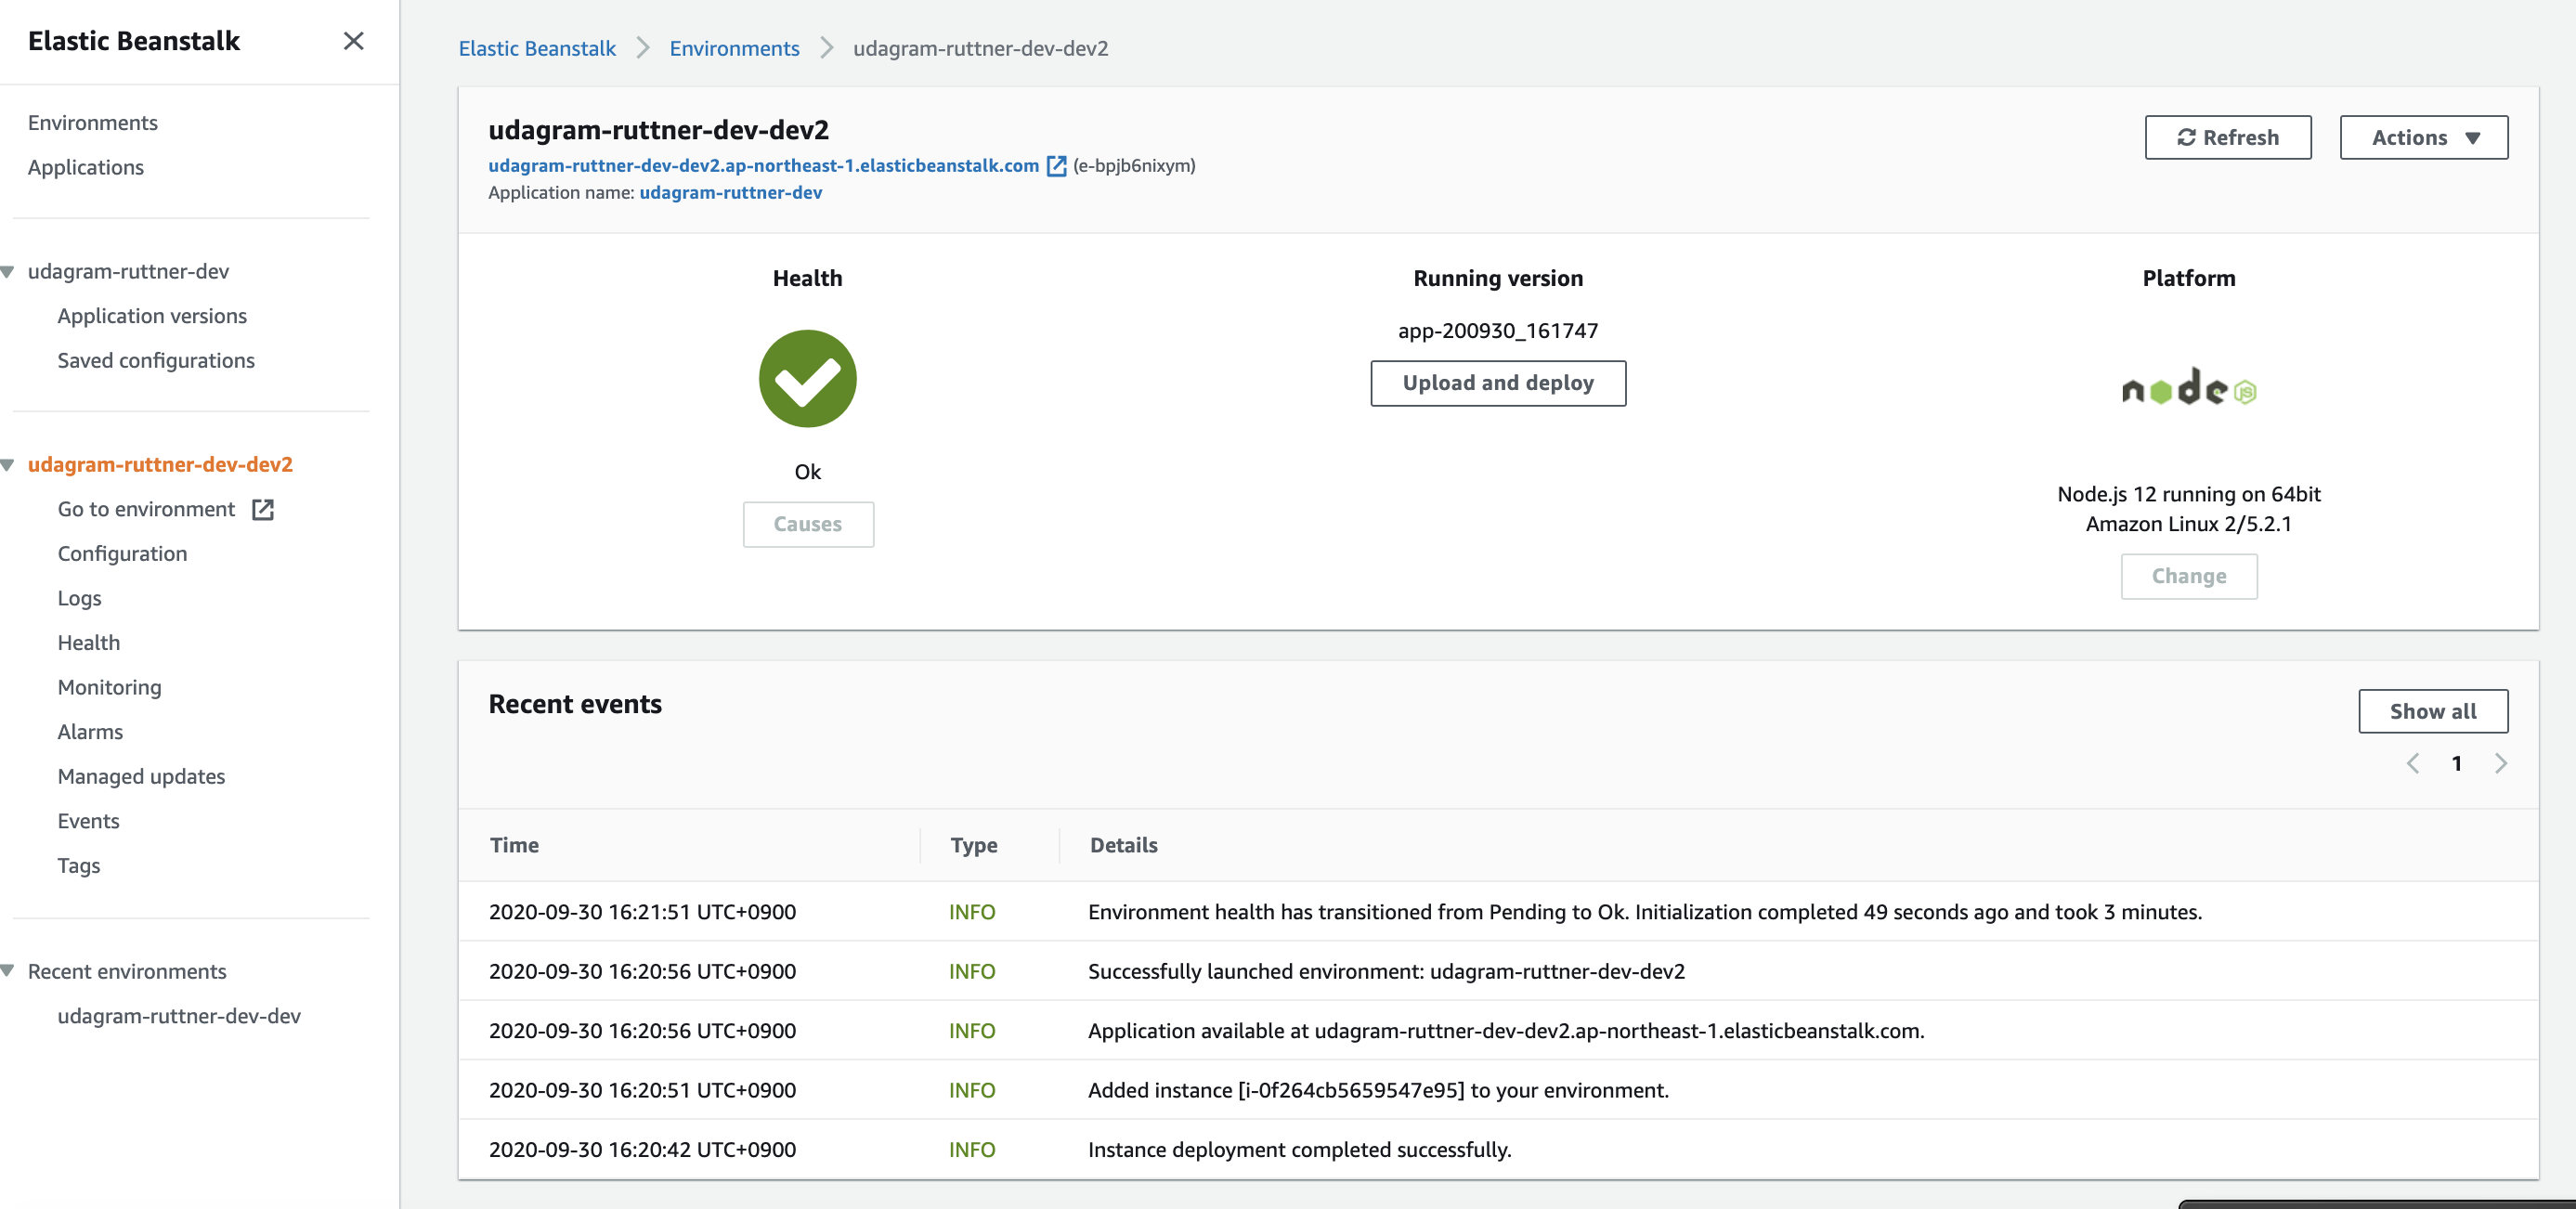 Elastic Beanstalk
Environments
Applications
udagram-ruttner-dev
Application versions
Saved configurations
udagram-ruttner-dev-dev2
Go to environment
Configuration
Logs
Health
Monitoring
Alarms
Managed updates
Events
Tags
Recent environments
udagram-ruttner-dev-dev
Elastic Beanstalk > Environments > udagram-ruttner-dev-dev2
udagram-ruttner-dev-dev2
udagram-ruttner-dev-dev2.ap-northeast-1.elasticbeanstalk.com (e-bpjb6nixym)
Application name: udagram-ruttner-dev
Refresh
Actions
Health
Ok
Causes
Running version
app-200930_161747
Upload and deploy
Platform
node JS
Node.js 12 running on 64bit
Amazon Linux 2/5.2.1
Change
Recent events
Show all
1
Time Type Details
2020-09-30 16:21:51 UTC+0900 INFO Environment health has transitioned from Pending to Ok. Initialization completed 49 seconds ago and took 3 minutes.
2020-09-30 16:20:56 UTC+0900 INFO Successfully launched environment: udagram-ruttner-dev-dev2
2020-09-30 16:20:56 UTC+0900 INFO Application available at udagram-ruttner-dev-dev2.ap-northeast-1.elasticbeanstalk.com.
2020-09-30 16:20:51 UTC+0900 INFO Added instance [i-0f264cb5659547e95] to your environment.
2020-09-30 16:20:42 UTC+0900 INFO Instance deployment completed successfully.